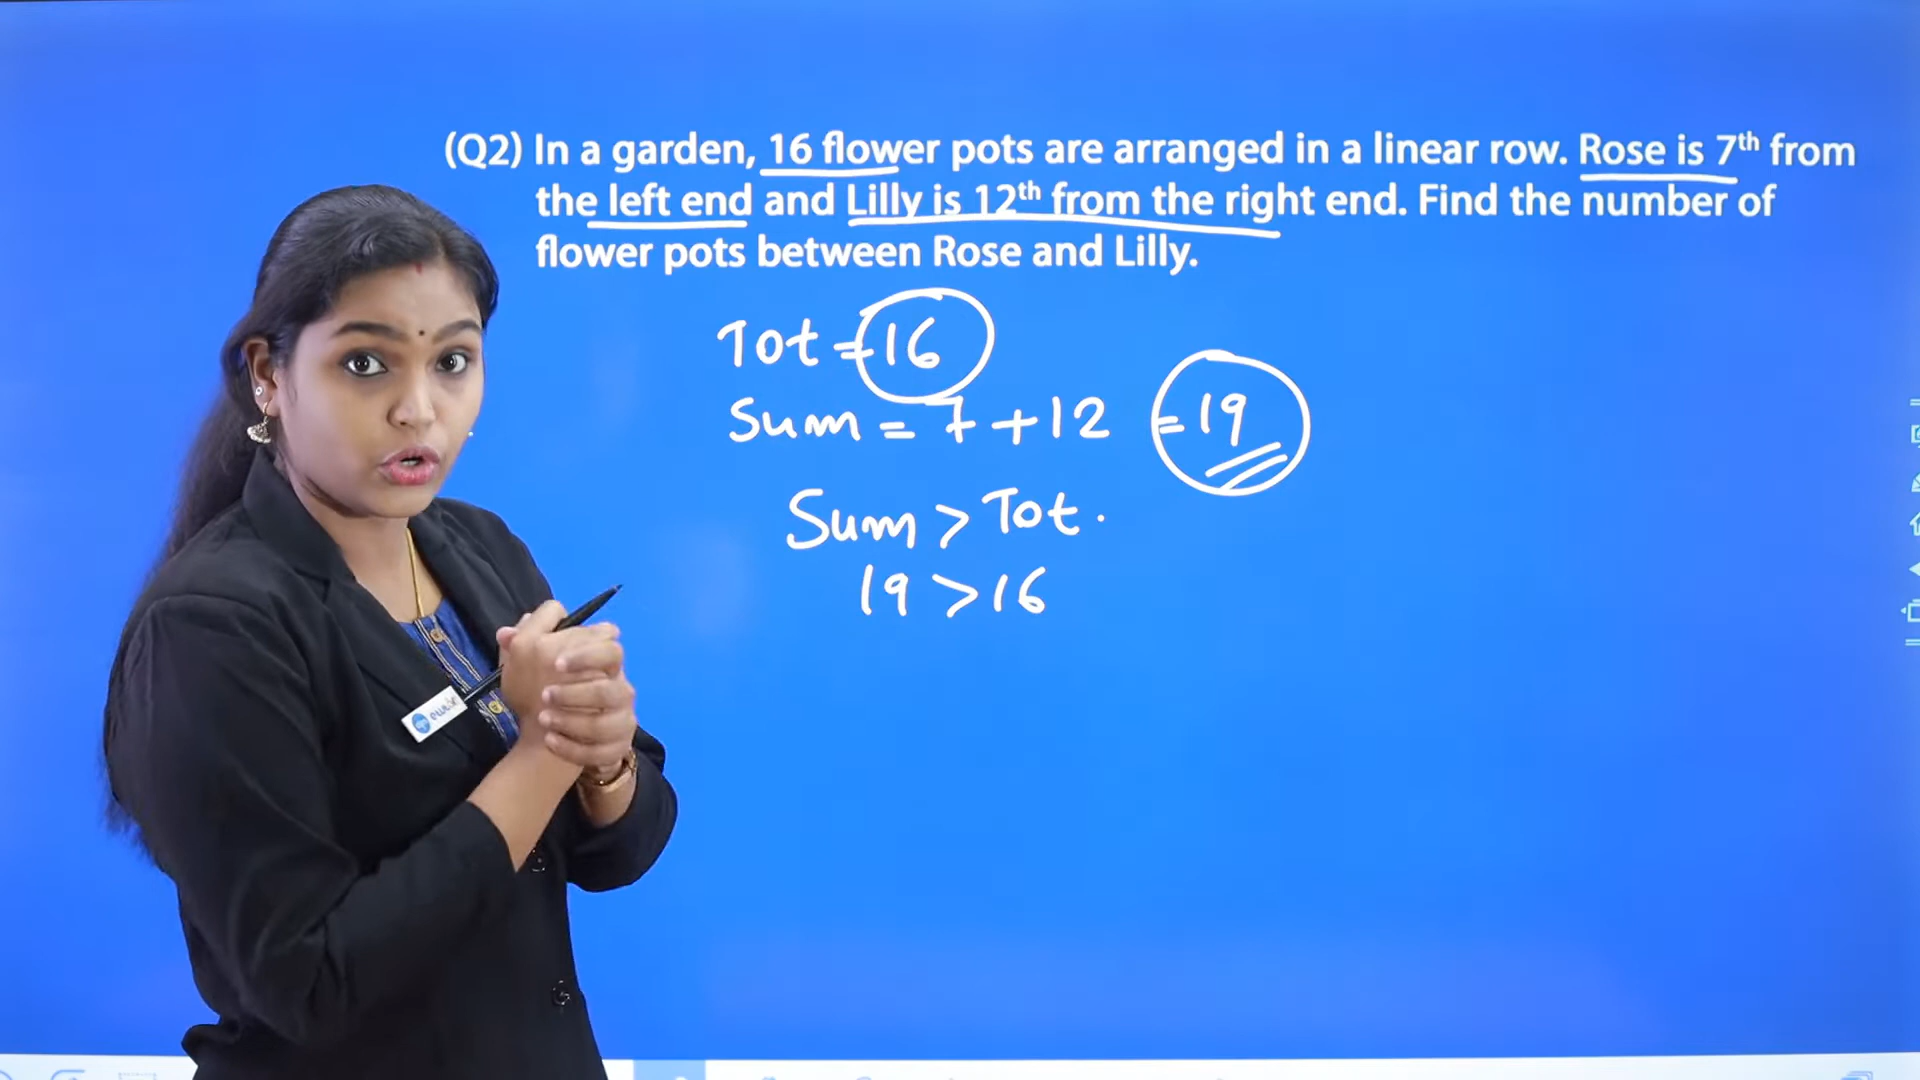 (Q2) In a garden, 16 flower pots are arranged in a linear row. Rose is 7th from
the left end and Lilly is 12th from the right end. Find the number of
flower pots between Rose and Lilly.
Tot = 16
Sum = 7 + 12 = 19
Sum > Tot.
19 > 16